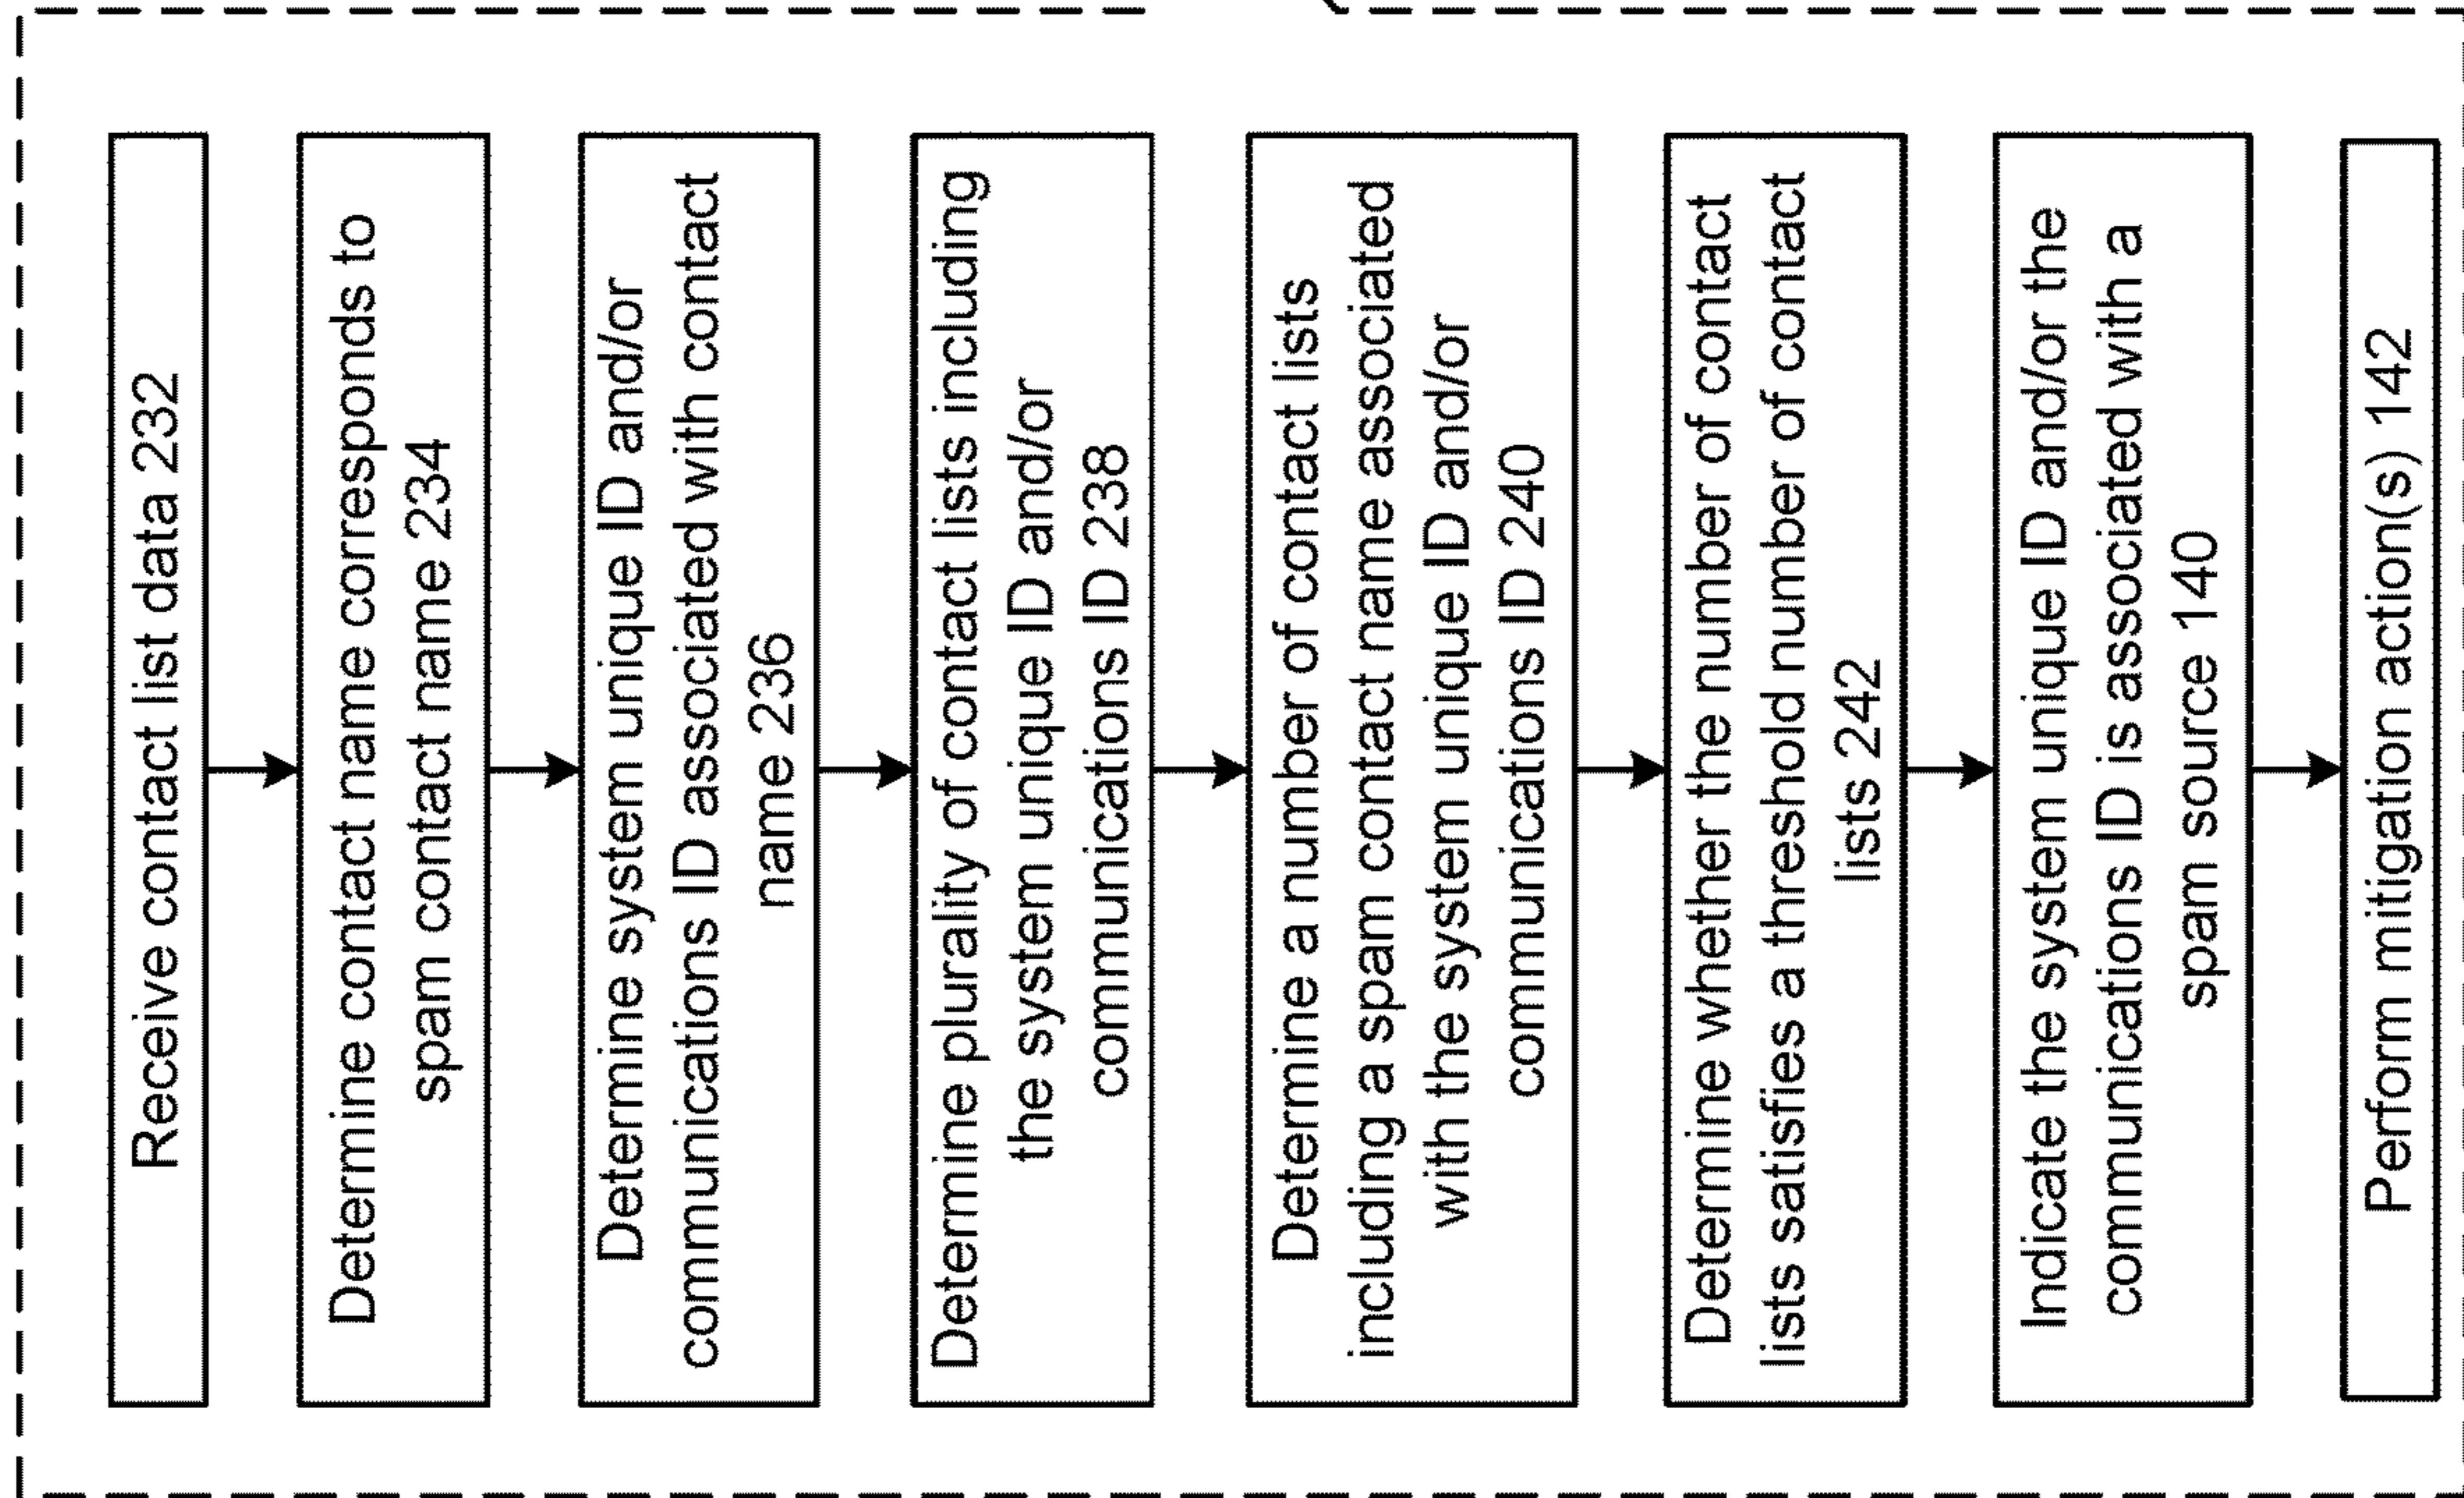 Receive contact list data 232
Determine contact name corresponds to
spam contact name 234
Determine system unique ID and/or
communications ID associated with contact
name 236
Determine plurality of contact lists including
the system unique ID and/or
communications ID 238
Determine a number of contact lists
including a spam contact name associated
with the system unique ID and/or
communications ID 240
Determine whether the number of contact
lists satisfies a threshold number of contact
lists 242
Indicate the system unique ID and/or the
communications ID is associated with a
spam source 140
Perform mitigation action(s) 142